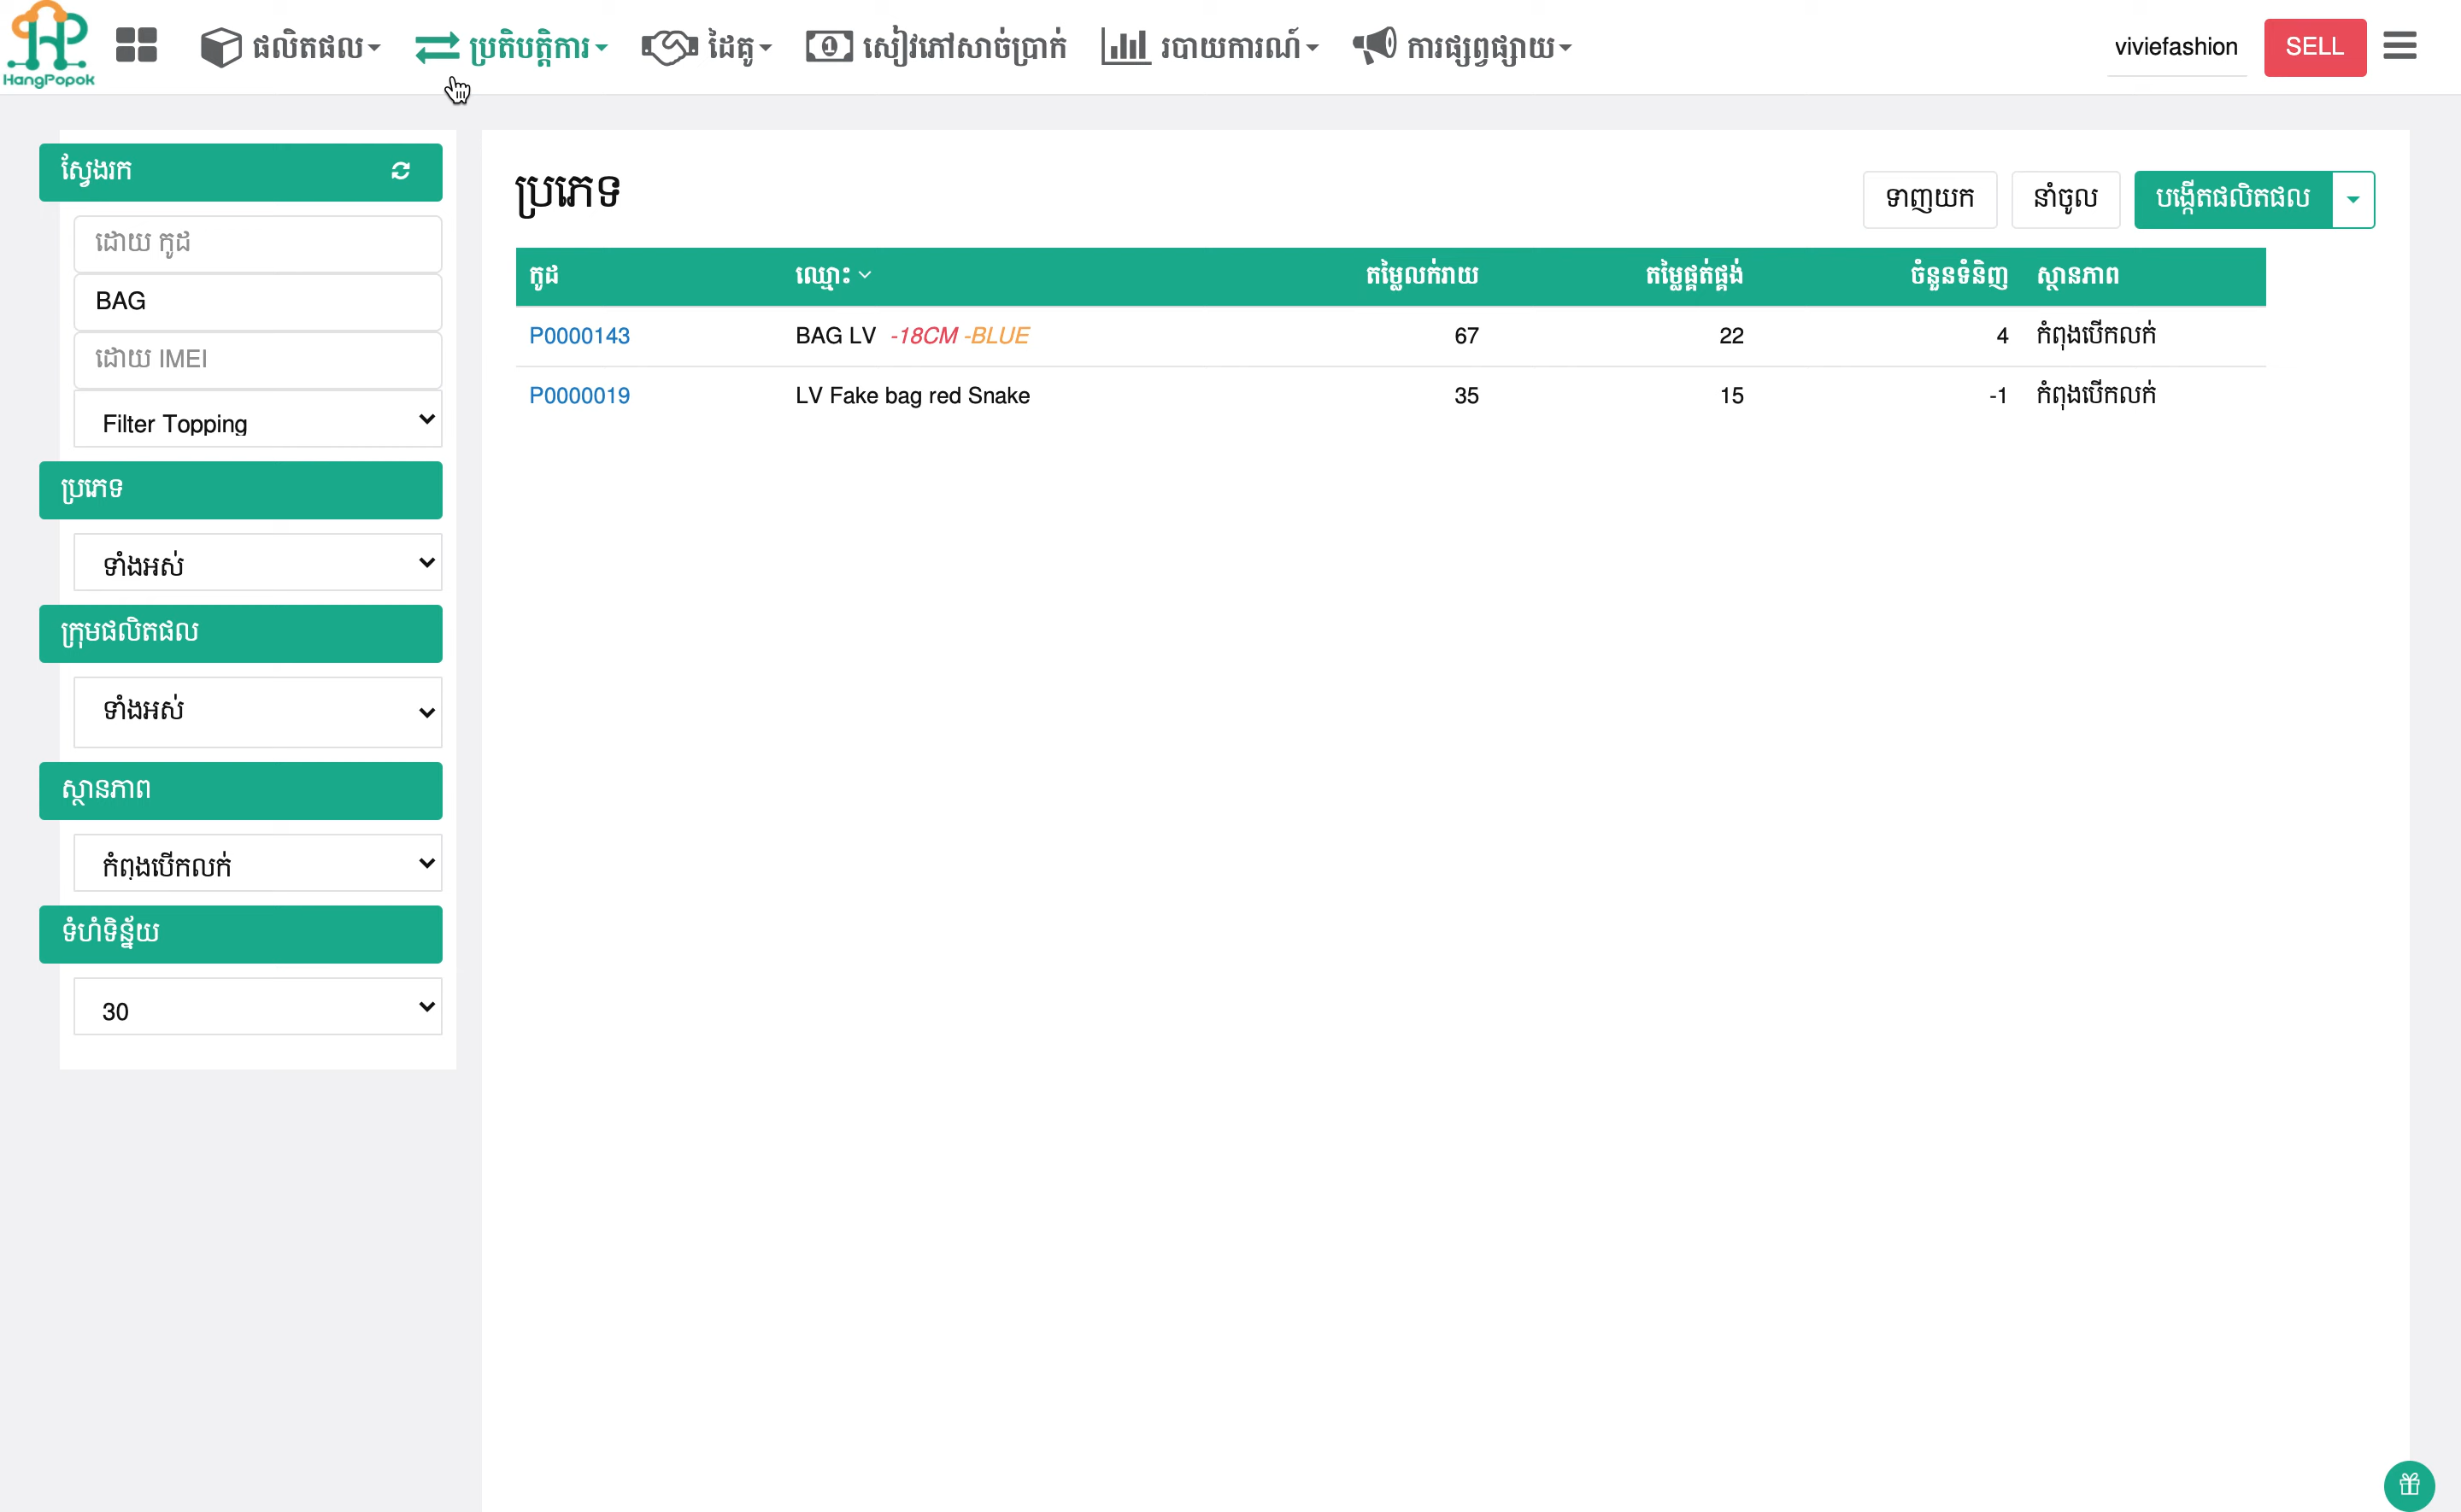 HangPopok
ផលិតផល ប្រតិបត្តិការ ដៃគូ សៀវភៅសាច់ប្រាក់ របាយការណ៍ ការផ្សព្វផ្សាយ viviefashion SELL
ស្វែងរក
ដោយ កូដ
BAG
ដោយ IMEI
Filter Topping
ប្រភេទ
ទាំងអស់
ក្រុមផលិតផល
ទាំងអស់
ស្ថានភាព
កំពុងបើកលក់
ទំហំទិន្ន័យ
30
ប្រភេទ
ទាញយក នាំចូល បង្កើតផលិតផល
កូដ ឈ្មោះ តម្លៃលក់រាយ តម្លៃផ្គត់ផ្គង់ ចំនួនទំនិញ ស្ថានភាព
P0000143 BAG LV -18CM -BLUE 67 22 4 កំពុងបើកលក់
P0000019 LV Fake bag red Snake 35 15 -1 កំពុងបើកលក់